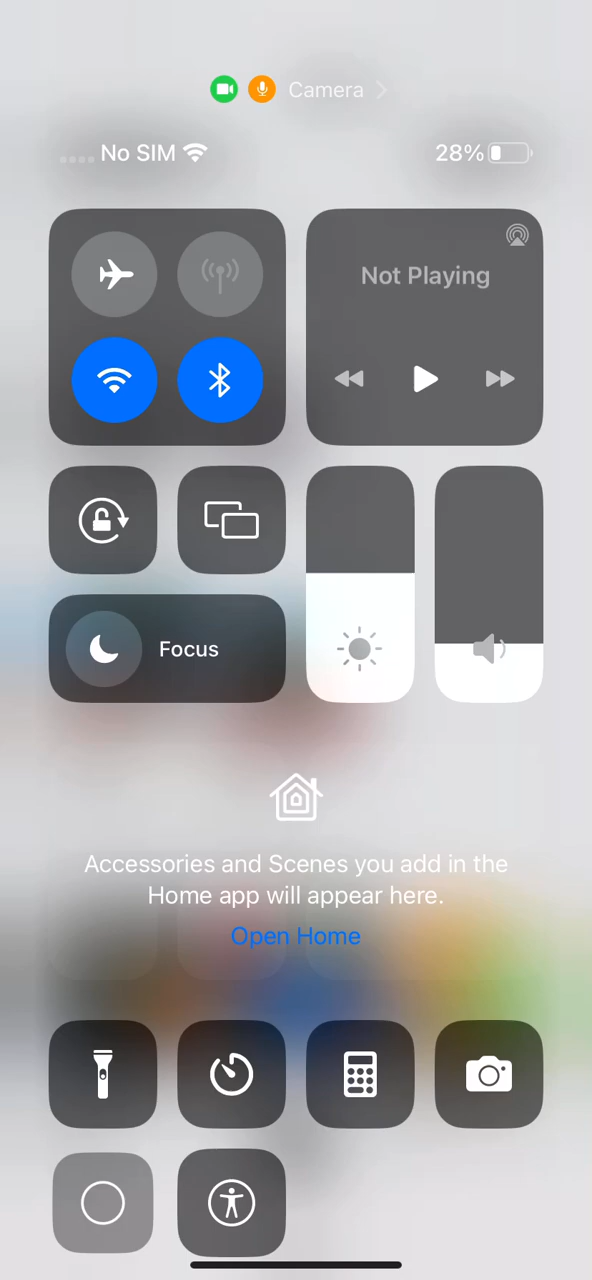 Camera
No SIM
28%
Not Playing
Focus
Accessories and Scenes you add in the
Home app will appear here.
Open Home